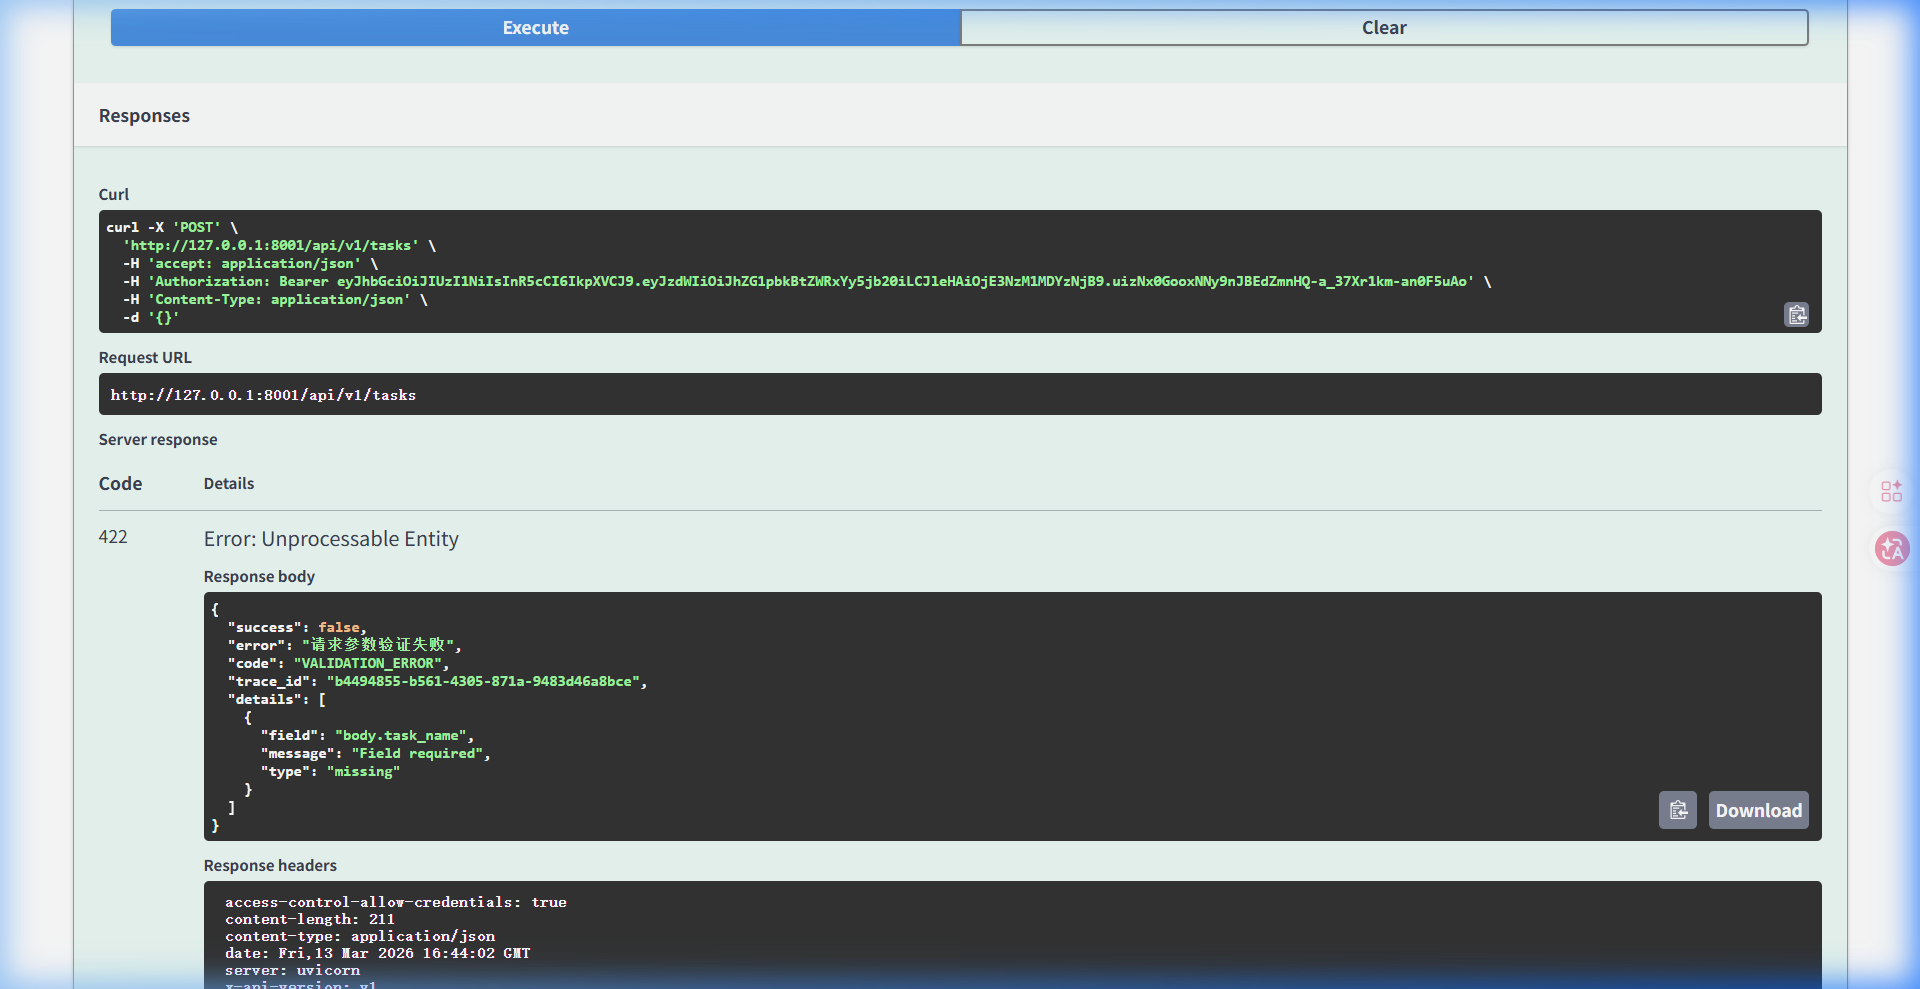 Execute
Clear
Responses
Curl
curl -X 'POST' \
  'http://127.0.0.1:8001/api/v1/tasks' \
  -H 'accept: application/json' \
  -H 'Authorization: Bearer eyJhbGciOiJIUzI1NiIsInR5cCI6IkpXVCJ9.eyJzdWIiOiJhZG1pbkBtZWRxYy5jb20iLCJleHAiOjE3NzM1MDYzNjB9.uizNx0GooxNNy9nJBEdZmnHQ-a_37Xr1km-an0F5uAo' \
  -H 'Content-Type: application/json' \
  -d '{}'
Request URL
http://127.0.0.1:8001/api/v1/tasks
Server response
Code Details
422 Error: Unprocessable Entity
Response body
{
  "success": false,
  "error": "请求参数验证失败",
  "code": "VALIDATION_ERROR",
  "trace_id": "b4494855-b561-4305-871a-9483d46a8bce",
  "details": [
    {
      "field": "body.task_name",
      "message": "Field required",
      "type": "missing"
    }
  ]
}
Download
Response headers
access-control-allow-credentials: true
content-length: 211
content-type: application/json
date: Fri,13 Mar 2026 16:44:02 GMT
server: uvicorn
x-api-version: v1